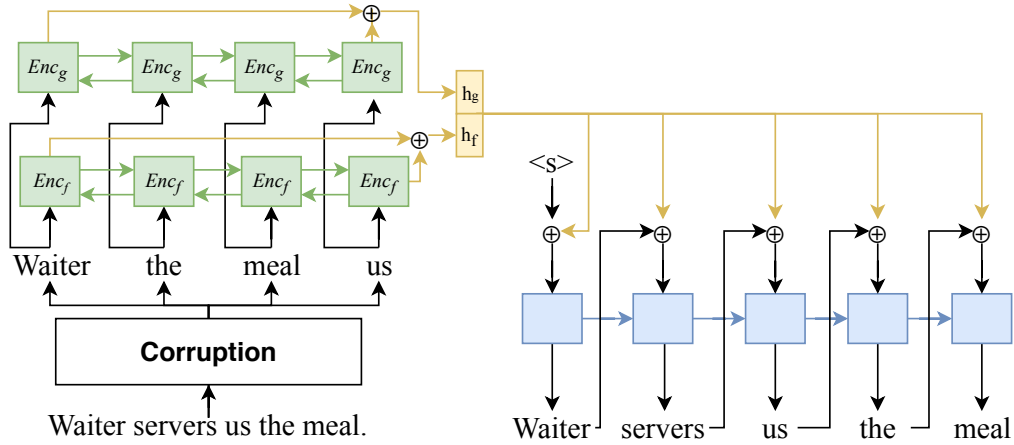 Enc_g Enc_g Enc_g Enc_g
h_g
h_f
Enc_f Enc_f Enc_f Enc_f
<s>
Waiter the meal us
Corruption
Waiter servers us the meal.
Waiter servers us the meal